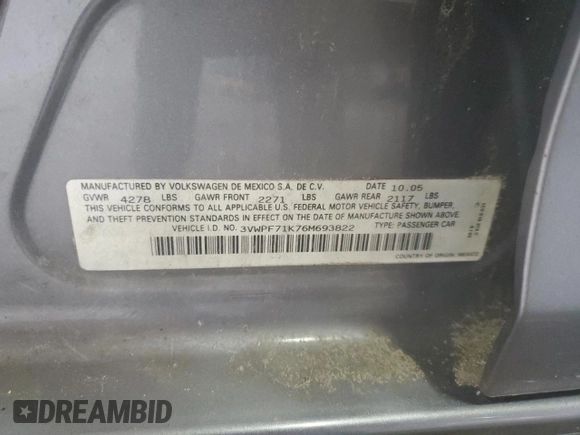 MANUFACTURED BY VOLKSWAGEN DE MEXICO S.A. DE C.V. DATE 10.05
GVWR 4278 LBS GAWR FRONT 2271 LBS GAWR REAR 2117 LBS
THIS VEHICLE CONFORMS TO ALL APPLICABLE U.S. FEDERAL MOTOR VEHICLE SAFETY, BUMPER,
AND THEFT PREVENTION STANDARDS IN EFFECT ON THE DATE OF MANUFACTURE SHOWN ABOVE.
VEHICLE I.D. NO. 3VWPF71K76M693822 TYPE: PASSENGER CAR
COUNTRY OF ORIGIN: MEXICO
DREAMBID